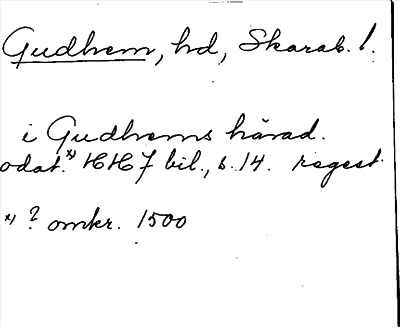 Gudhem, hd, Skarab. l.
i Gudhems härad.
odat.*) HH 7 bil., s. 14. regest
*) ? omkr. 1500